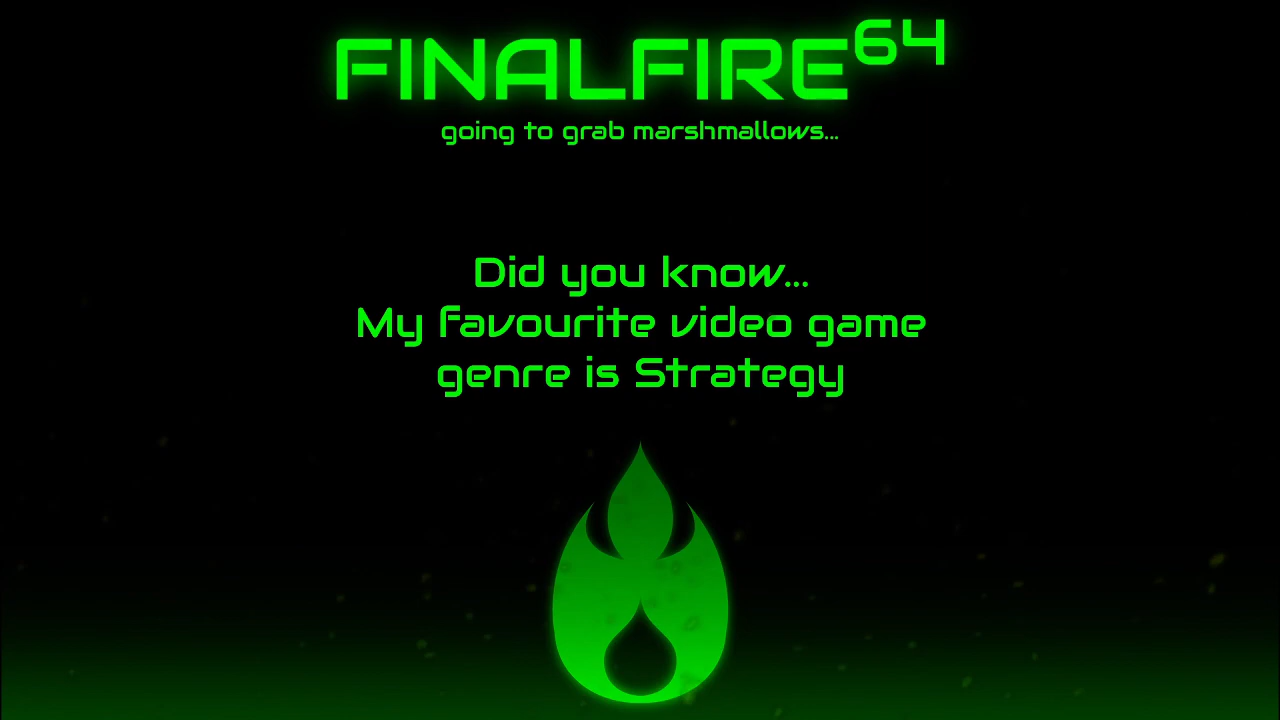 FINALFIRE64
going to grab marshmallows...
Did you know...
My favourite video game
genre is Strategy